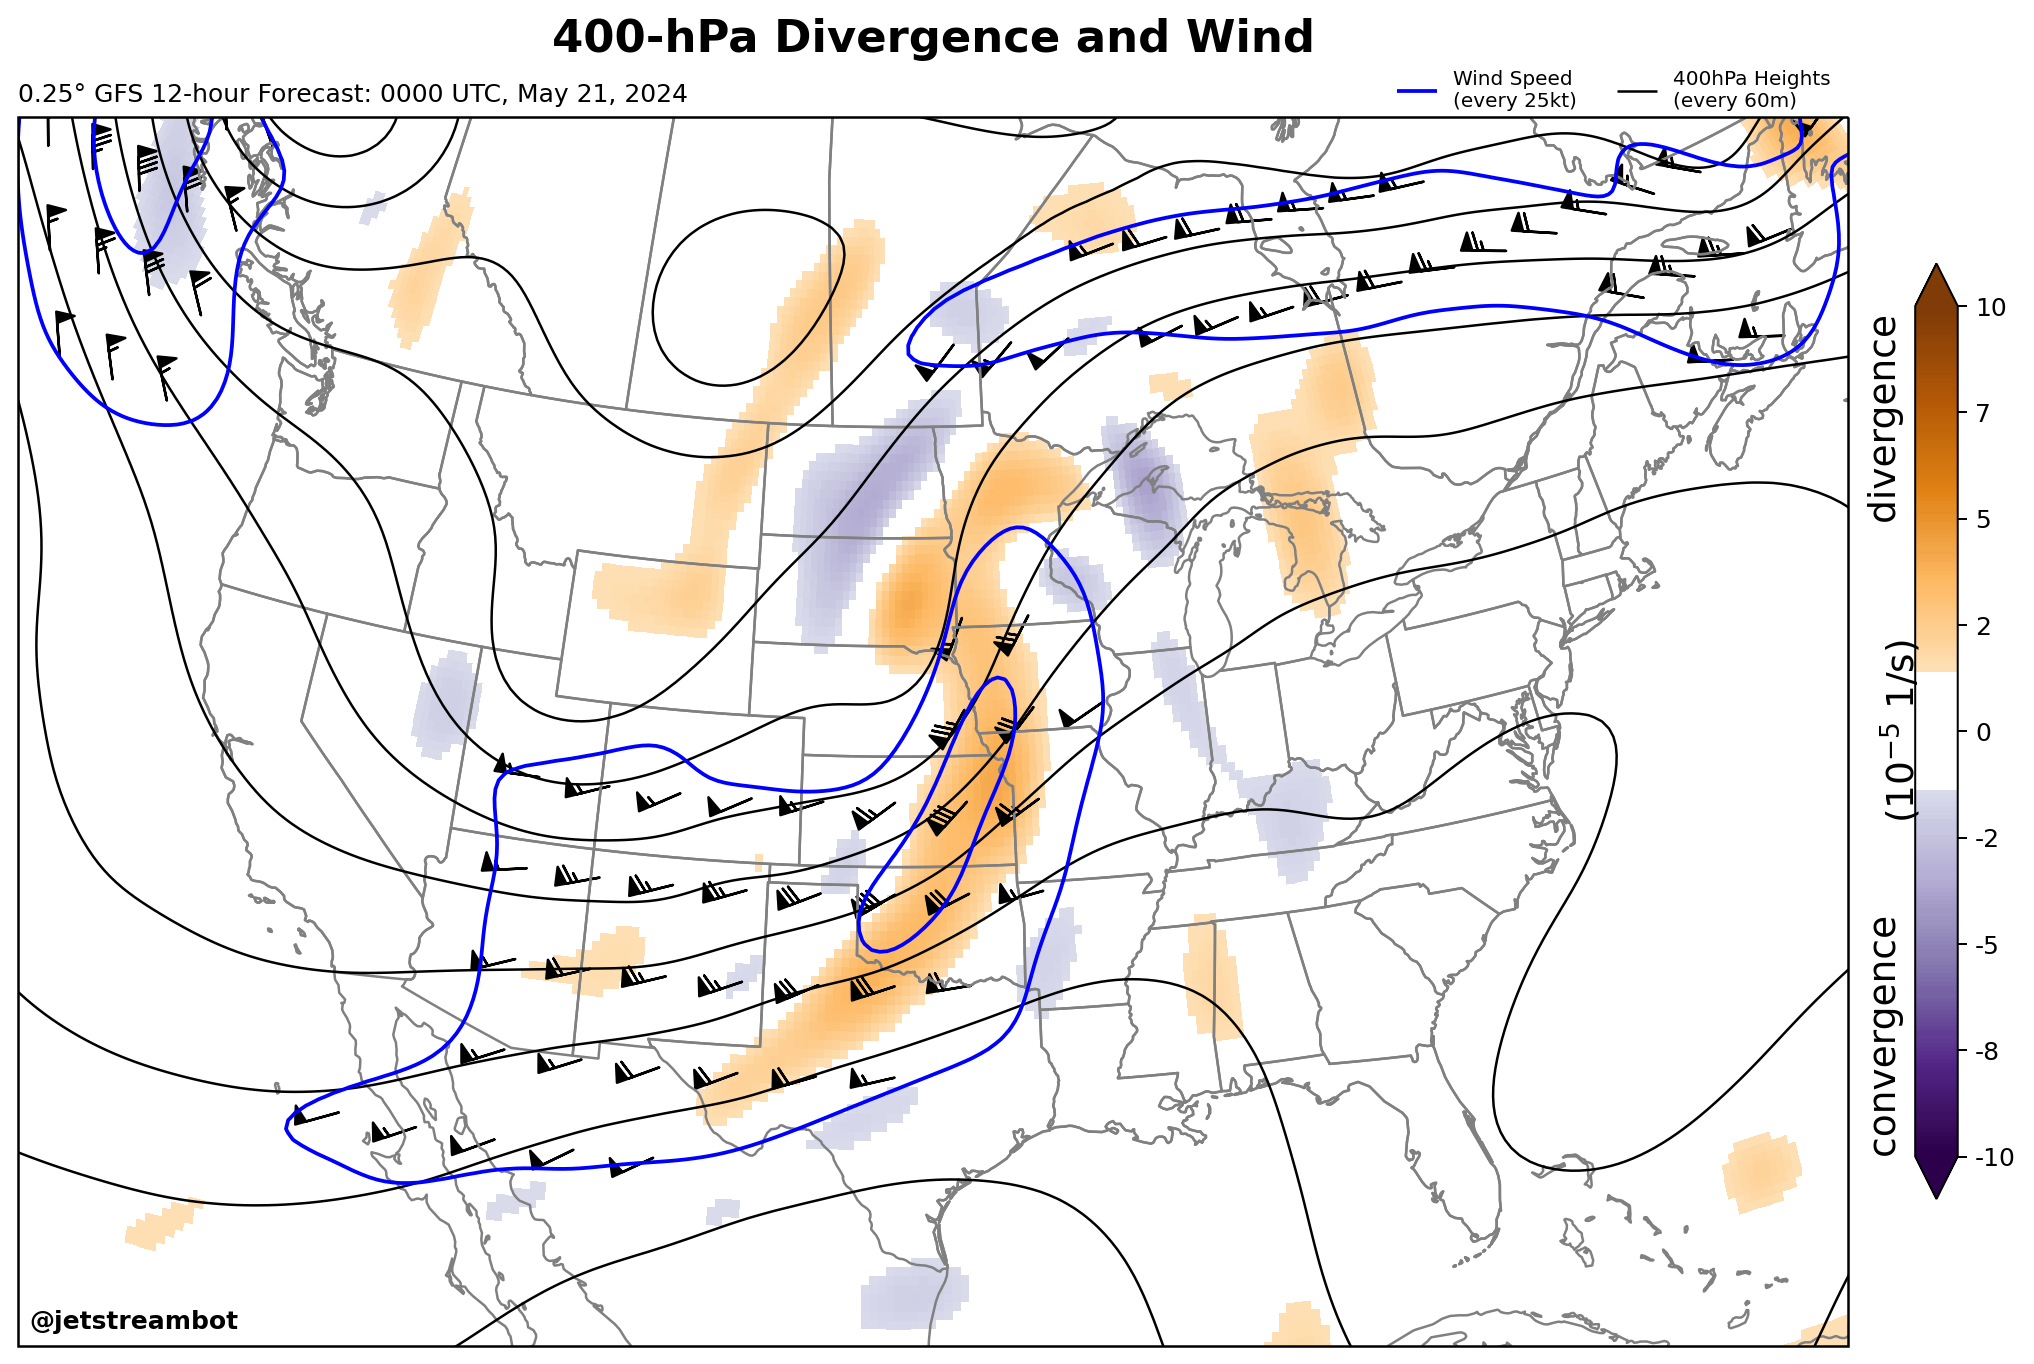 400-hPa Divergence and Wind
0.25° GFS 12-hour Forecast: 0000 UTC, May 21, 2024
Wind Speed
(every 25kt)
400hPa Heights
(every 60m)
10
7
5
2
0
-2
-5
-8
-10
divergence
(10⁻⁵ 1/s)
convergence
@jetstreambot